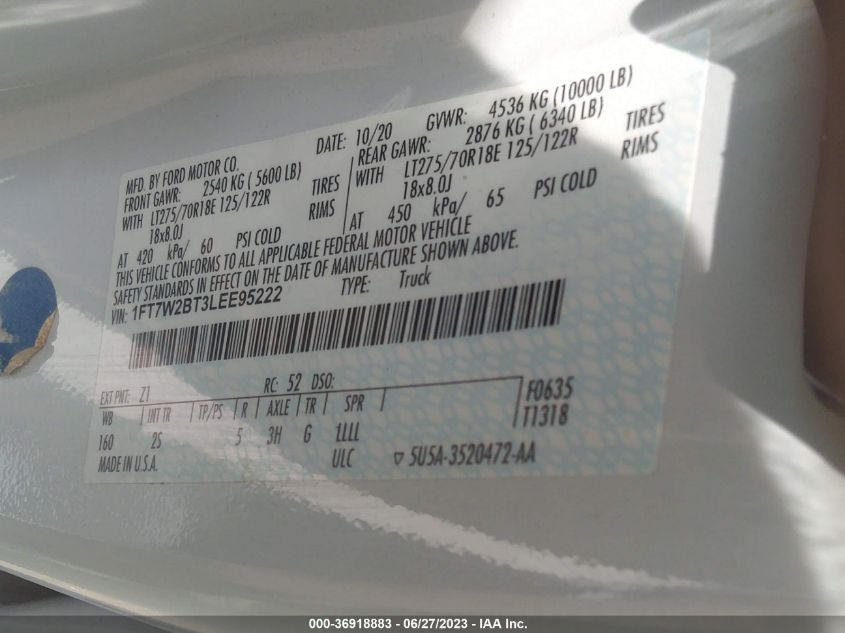 MFD. BY FORD MOTOR CO. DATE: 10/20 GVWR: 4536 KG (10000 LB)
FRONT GAWR: 2540 KG ( 5600 LB) REAR GAWR: 2876 KG ( 6340 LB)
WITH LT275/70R18E 125/122R TIRES WITH LT275/70R18E 125/122R TIRES
18x8.0J RIMS 18x8.0J RIMS
AT 420 kPa/ 60 PSI COLD AT 450 kPa/ 65 PSI COLD
THIS VEHICLE CONFORMS TO ALL APPLICABLE FEDERAL MOTOR VEHICLE
SAFETY STANDARDS IN EFFECT ON THE DATE OF MANUFACTURE SHOWN ABOVE.
VIN: 1FT7W2BT3LEE95222 TYPE: Truck
EXT PNT: Z1 RC: 52 DSO: F0635
WB INT TR TP/PS R AXLE TR SPR T1318
160 2S 5 3H G 1LLL
MADE IN U.S.A. ULC 5U5A-3520472-AA
000-36918883 - 06/27/2023 - IAA Inc.